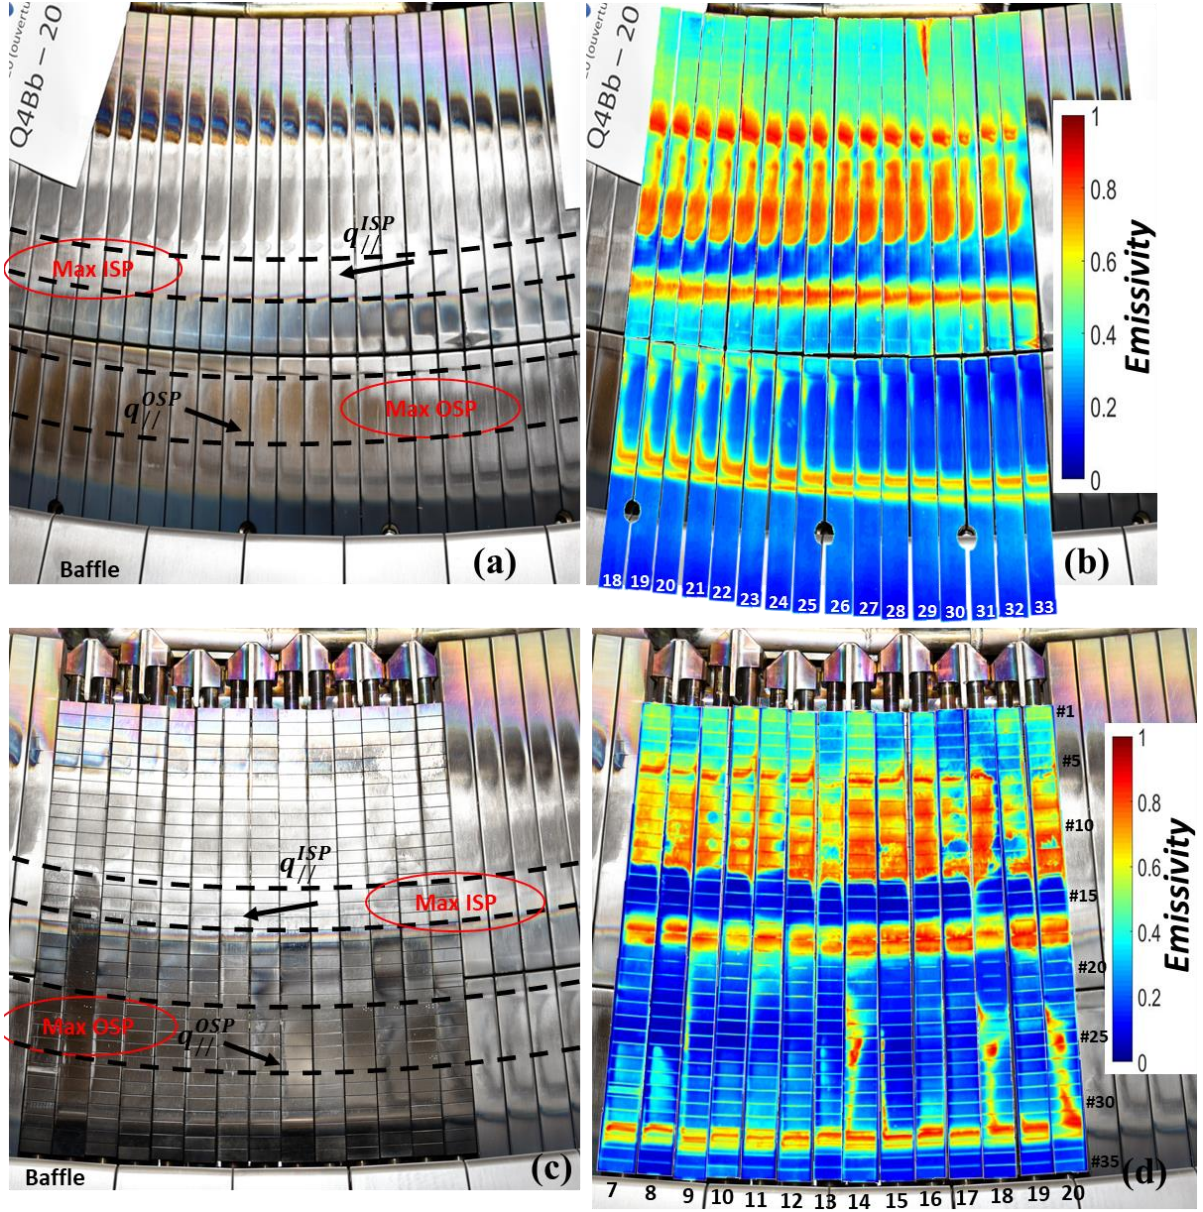 Q4Bb – 20
q//ISP
Max ISP
q//OSP
Max OSP
Baffle
(a)
Q4Bb – 20
1
0.8
0.6
0.4
0.2
0
Emissivity
18 19 20 21 22 23 24 25 26 27 28 29 30 31 32 33
(b)
q//ISP
Max ISP
Max OSP
q//OSP
Baffle
(c)
#1
#5
#10
#15
#20
#25
#30
#35
1
0.8
0.6
0.4
0.2
0
Emissivity
7 8 9 10 11 12 13 14 15 16 17 18 19 20
(d)